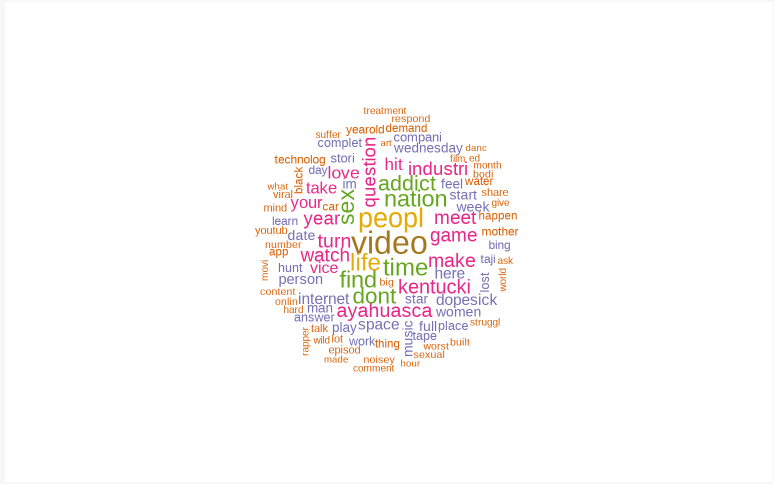 treatment
respond
yearold demand
suffer art compani
complet wednesday danc
question
technolog stori hit industri film ed
day love month
black im addict feel bodi water
what take nation start share
viral sex
mind your car peopl week give
learn year meet happen
youtub date turn video game mother
number bing
app watch life time make taji ask
movi hunt vice here lost world
person find big kentucki
content internet dont star dopesick
onlin
hard man ayahuasca women
answer space full place struggl
talk play music tape
rapper wild lot work thing worst built
episod sexual
made noisey hour
comment